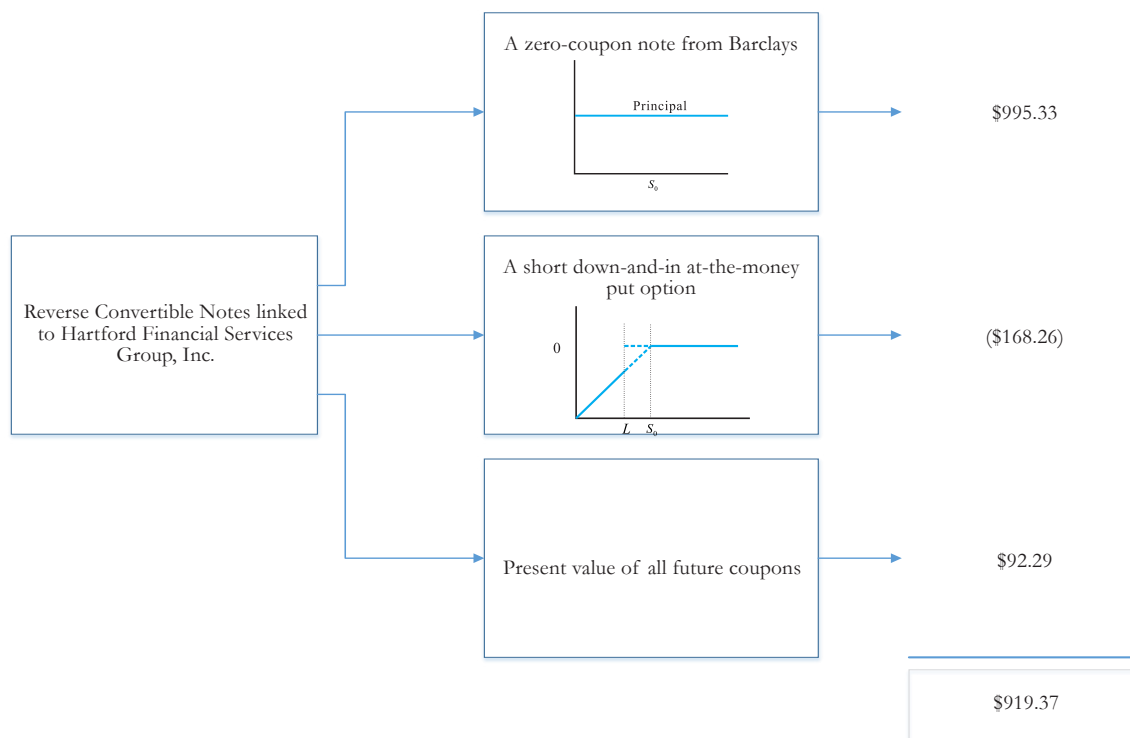 A zero-coupon note from Barclays
Principal
S₀
$995.33
Reverse Convertible Notes linked
to Hartford Financial Services
Group, Inc.
A short down-and-in at-the-money
put option
0
L S₀
($168.26)
Present value of all future coupons
$92.29
$919.37